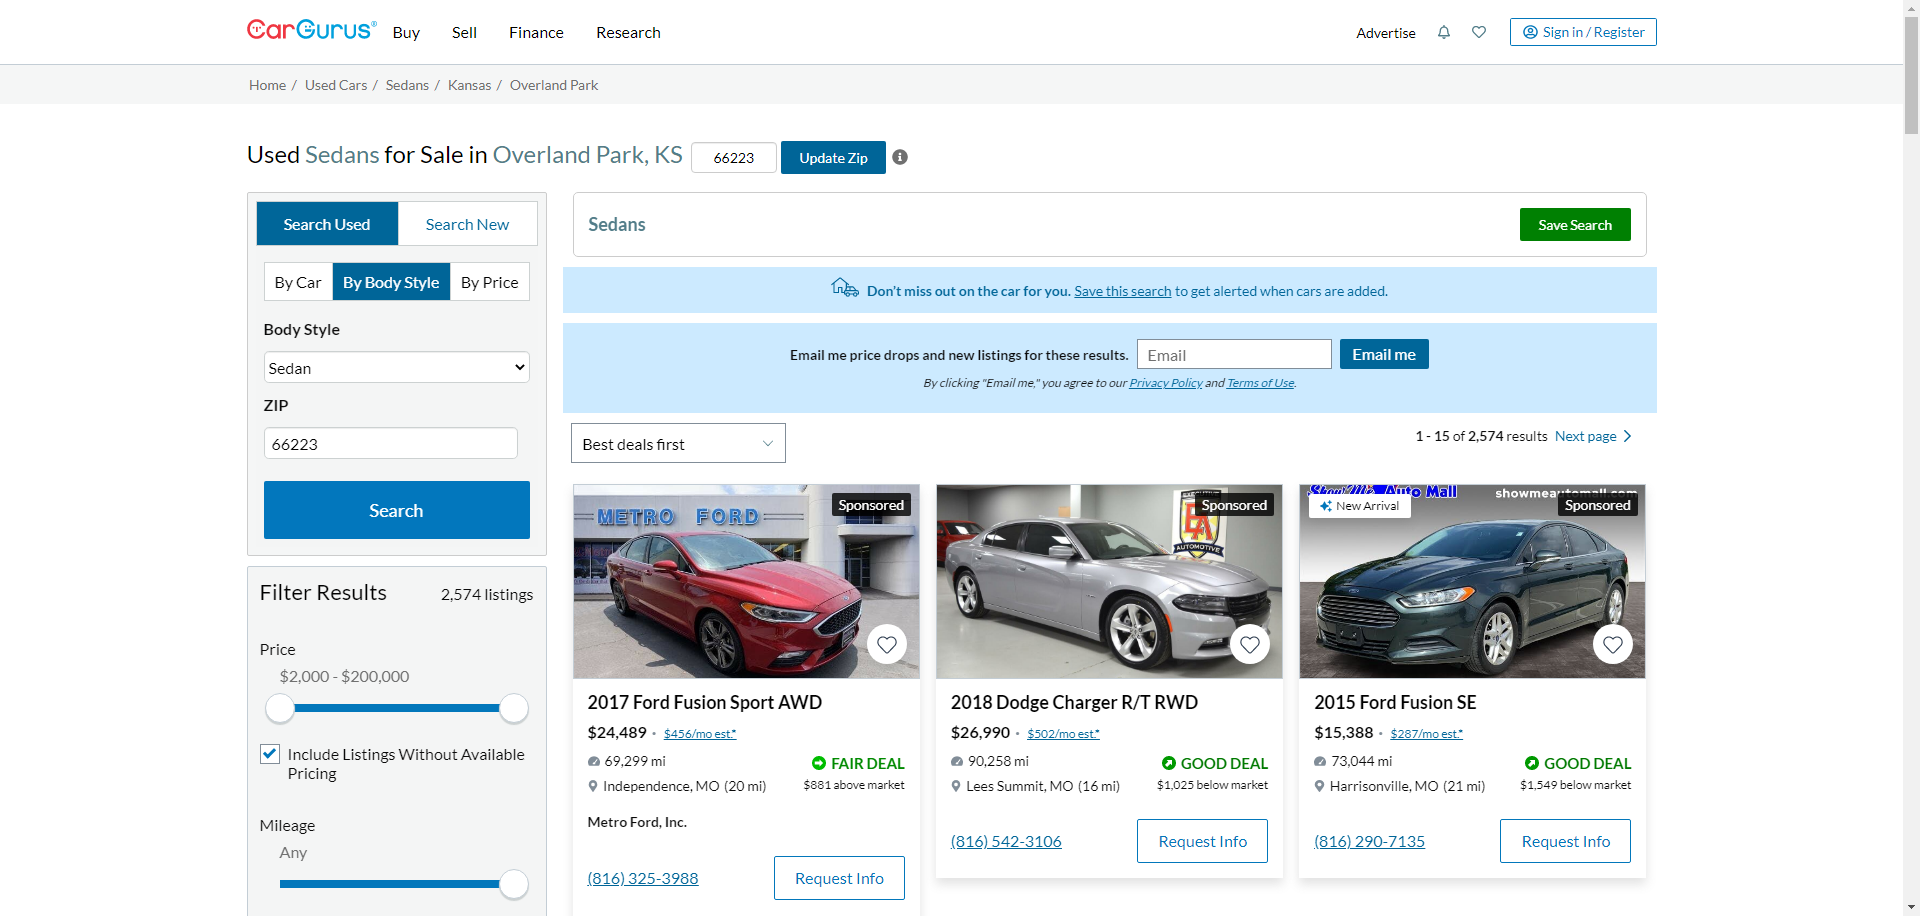 CarGurus®
Buy
Sell
Finance
Research
Advertise
Sign in / Register
Home / Used Cars / Sedans / Kansas / Overland Park
Used Sedans for Sale in Overland Park, KS
66223
Update Zip
Search Used
Search New
By Car
By Body Style
By Price
Body Style
Sedan
ZIP
66223
Search
Filter Results
2,574 listings
Price
$2,000 - $200,000
Include Listings Without Available
Pricing
Mileage
Any
Sedans
Save Search
Don't miss out on the car for you. Save this search to get alerted when cars are added.
Email me price drops and new listings for these results.
Email
Email me
By clicking "Email me," you agree to our Privacy Policy and Terms of Use.
Best deals first
1 - 15 of 2,574 results
Next page
METRO FORD
Sponsored
2017 Ford Fusion Sport AWD
$24,489 · $456/mo est.*
69,299 mi
FAIR DEAL
Independence, MO (20 mi)
$881 above market
Metro Ford, Inc.
(816) 325-3988
Request Info
Sponsored
EA
AUTOMOTIVE
2018 Dodge Charger R/T RWD
$26,990 · $502/mo est.*
90,258 mi
GOOD DEAL
Lees Summit, MO (16 mi)
$1,025 below market
(816) 542-3106
Request Info
Show Me Auto Mall
showmeautomall.com
New Arrival
Sponsored
2015 Ford Fusion SE
$15,388 · $287/mo est.*
73,044 mi
GOOD DEAL
Harrisonville, MO (21 mi)
$1,549 below market
(816) 290-7135
Request Info